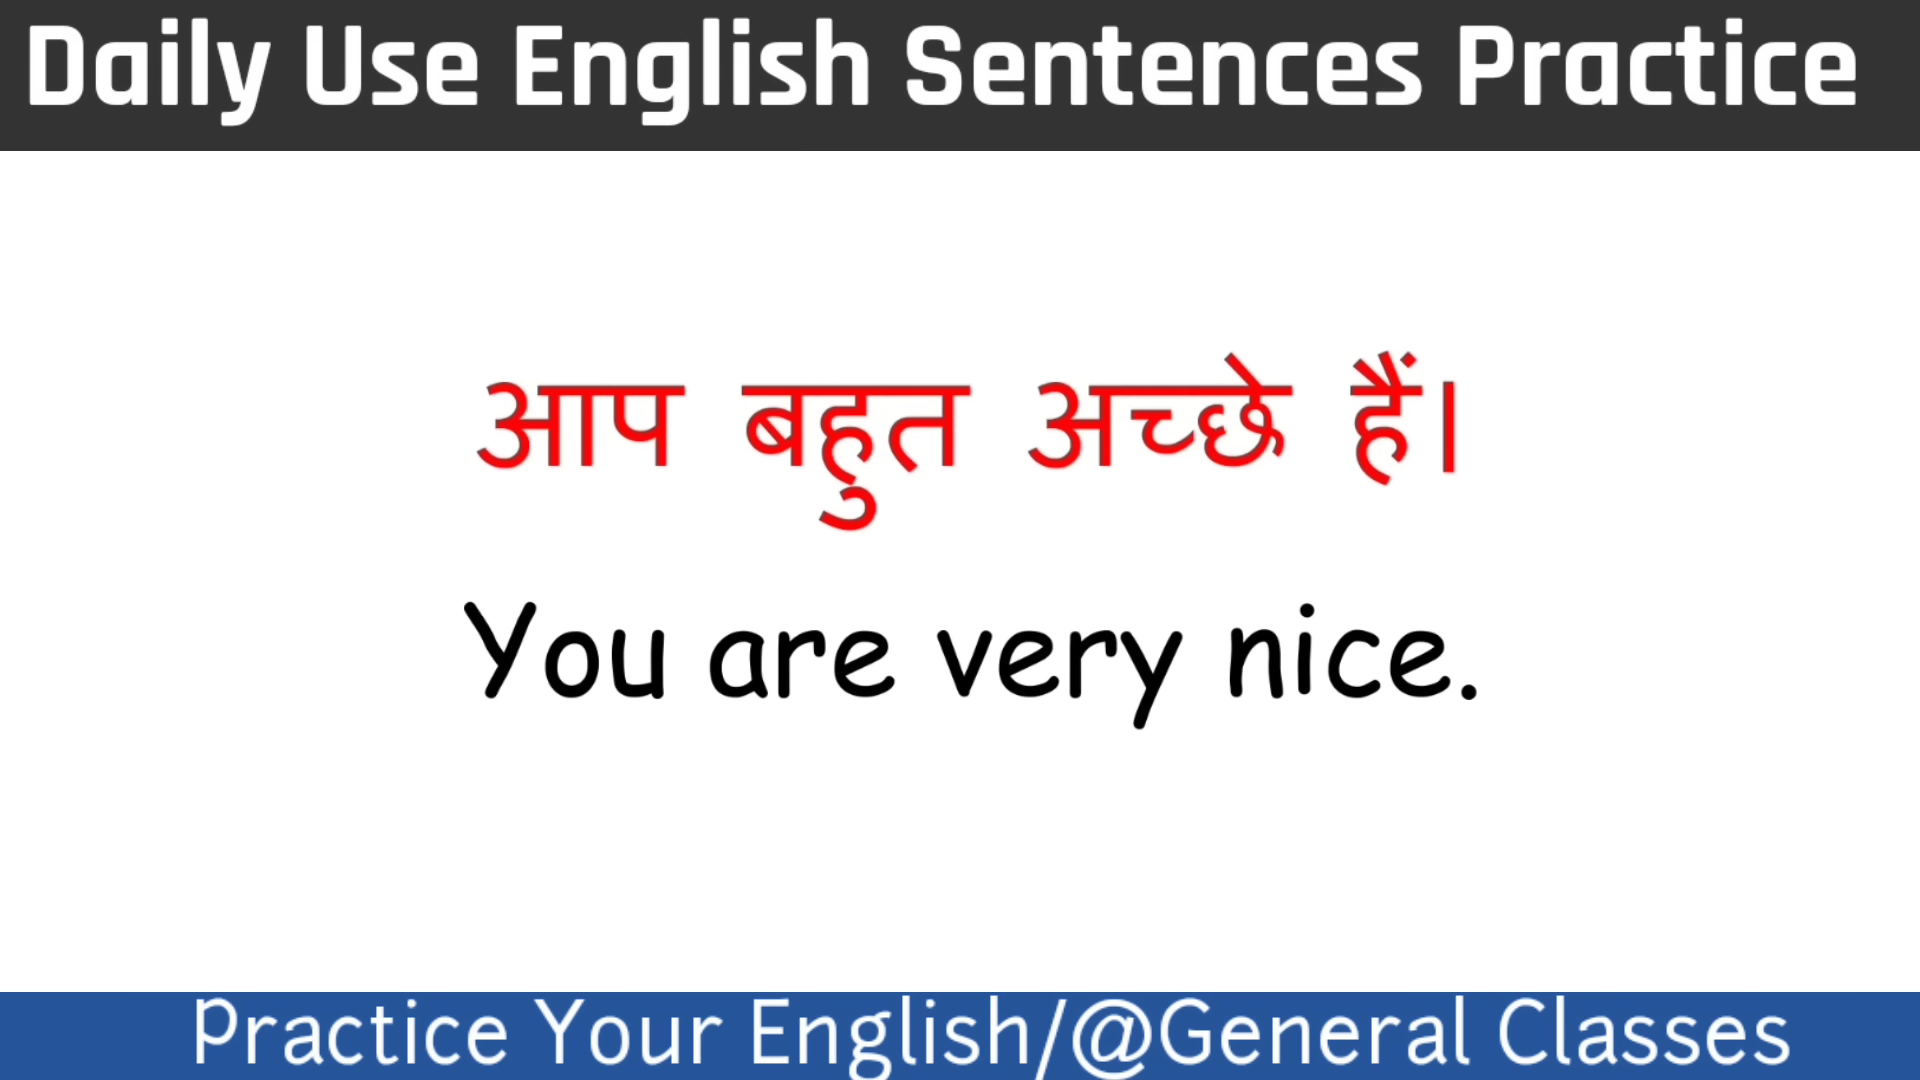 Daily Use English Sentences Practice
आप बहुत अच्छे हैं।
You are very nice.
Practice Your English/@General Classes